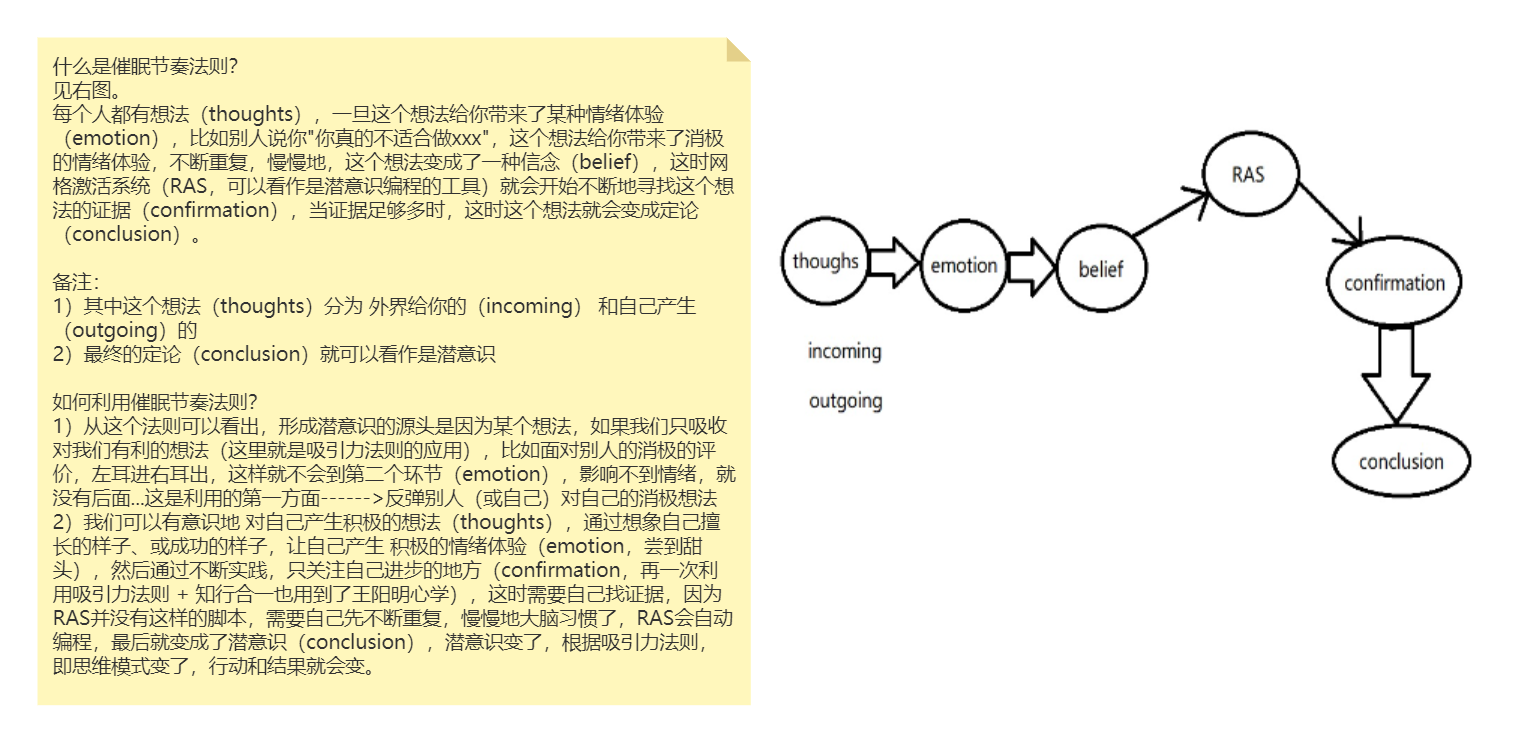 什么是催眠节奏法则？
见右图。
每个人都有想法（thoughts），一旦这个想法给你带来了某种情绪体验
（emotion），比如别人说你"你真的不适合做xxx"，这个想法给你带来了消极
的情绪体验，不断重复，慢慢地，这个想法变成了一种信念（belief），这时网
格激活系统（RAS，可以看作是潜意识编程的工具）就会开始不断地寻找这个想
法的证据（confirmation），当证据足够多时，这时这个想法就会变成定论
（conclusion）。
备注：
1）其中这个想法（thoughts）分为 外界给你的（incoming） 和自己产生
（outgoing）的
2）最终的定论（conclusion）就可以看作是潜意识
如何利用催眠节奏法则？
1）从这个法则可以看出，形成潜意识的源头是因为某个想法，如果我们只吸收
对我们有利的想法（这里就是吸引力法则的应用），比如面对别人的消极的评
价，左耳进右耳出，这样就不会到第二个环节（emotion），影响不到情绪，就
没有后面...这是利用的第一方面------>反弹别人（或自己）对自己的消极想法
2）我们可以有意识地 对自己产生积极的想法（thoughts），通过想象自己擅
长的样子、或成功的样子，让自己产生 积极的情绪体验（emotion，尝到甜
头），然后通过不断实践，只关注自己进步的地方（confirmation，再一次利
用吸引力法则 + 知行合一也用到了王阳明心学），这时需要自己找证据，因为
RAS并没有这样的脚本，需要自己先不断重复，慢慢地大脑习惯了，RAS会自动
编程，最后就变成了潜意识（conclusion），潜意识变了，根据吸引力法则，
即思维模式变了，行动和结果就会变。
thoughs
emotion
belief
RAS
confirmation
conclusion
incoming
outgoing